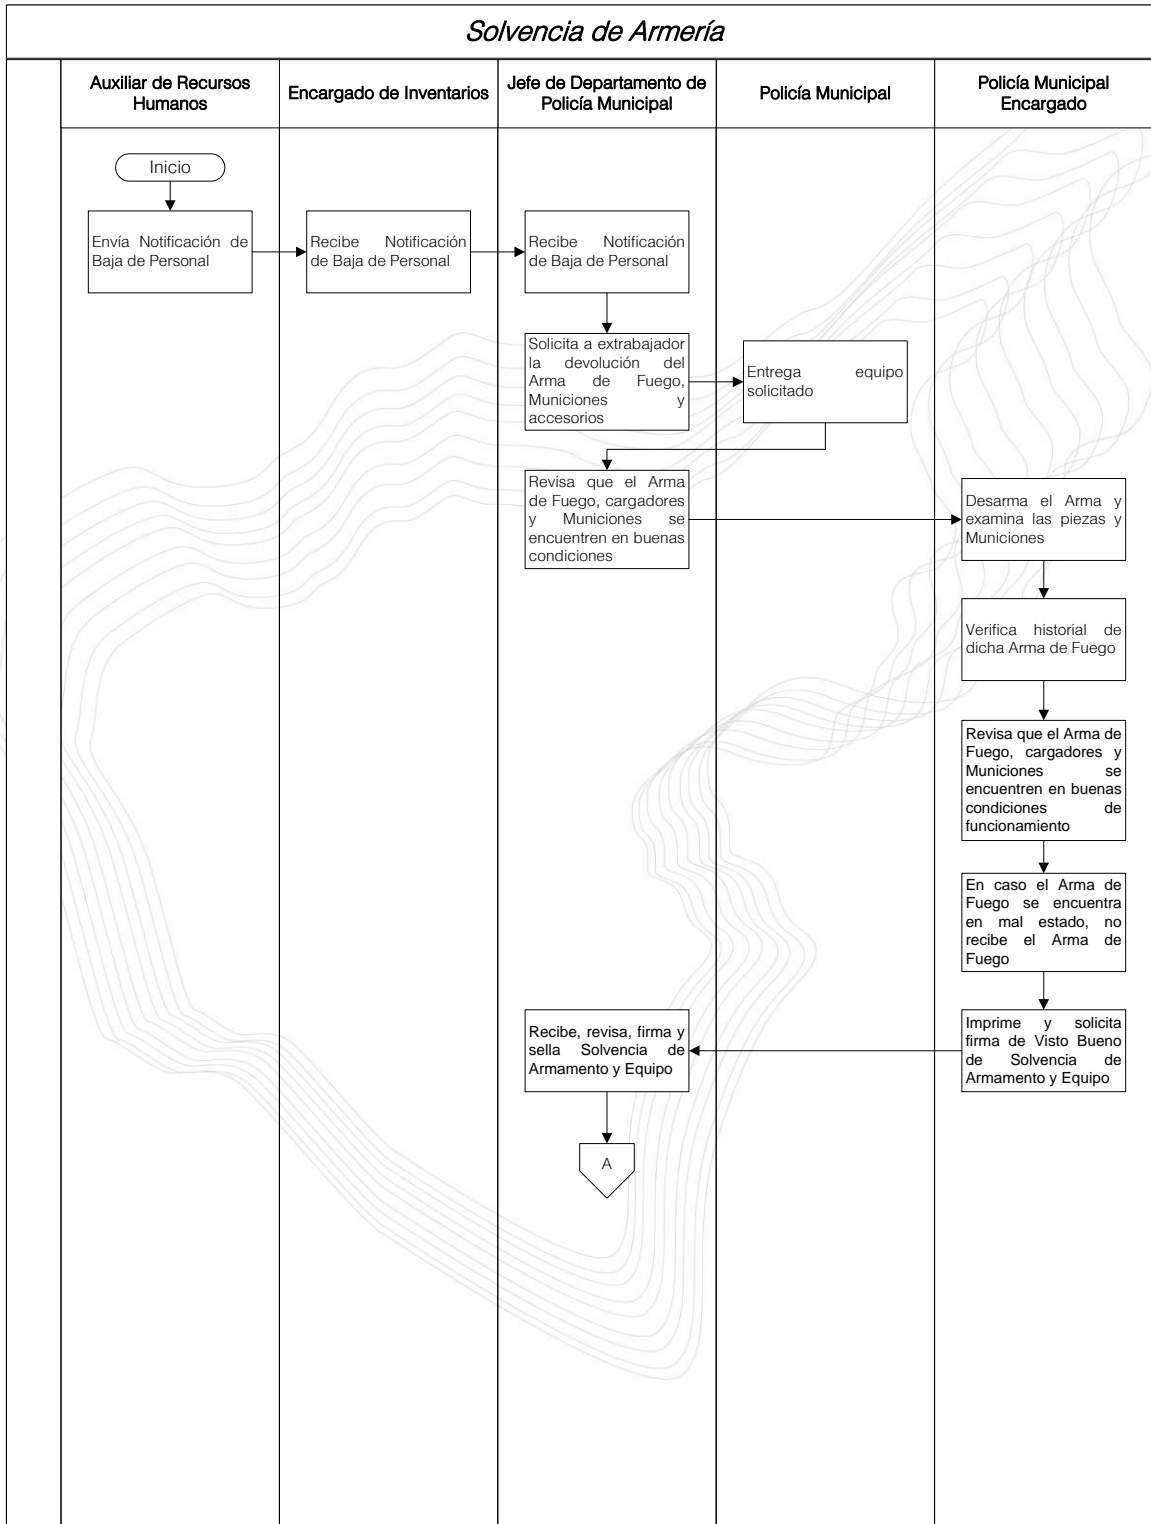 Solvencia de Armería
Auxiliar de Recursos
Humanos
Encargado de Inventarios
Jefe de Departamento de
Policía Municipal
Policía Municipal
Policía Municipal
Encargado
Inicio
Envía Notificación de
Baja de Personal
Recibe Notificación
de Baja de Personal
Recibe Notificación
de Baja de Personal
Solicita a extrabajador
la devolución del
Arma de Fuego,
Municiones y
accesorios
Entrega equipo
solicitado
Revisa que el Arma
de Fuego, cargadores
y Municiones se
encuentren en buenas
condiciones
Desarma el Arma y
examina las piezas y
Municiones
Verifica historial de
dicha Arma de Fuego
Revisa que el Arma de
Fuego, cargadores y
Municiones se
encuentren en buenas
condiciones de
funcionamiento
En caso el Arma de
Fuego se encuentra
en mal estado, no
recibe el Arma de
Fuego
Imprime y solicita
firma de Visto Bueno
de Solvencia de
Armamento y Equipo
Recibe, revisa, firma y
sella Solvencia de
Armamento y Equipo
A